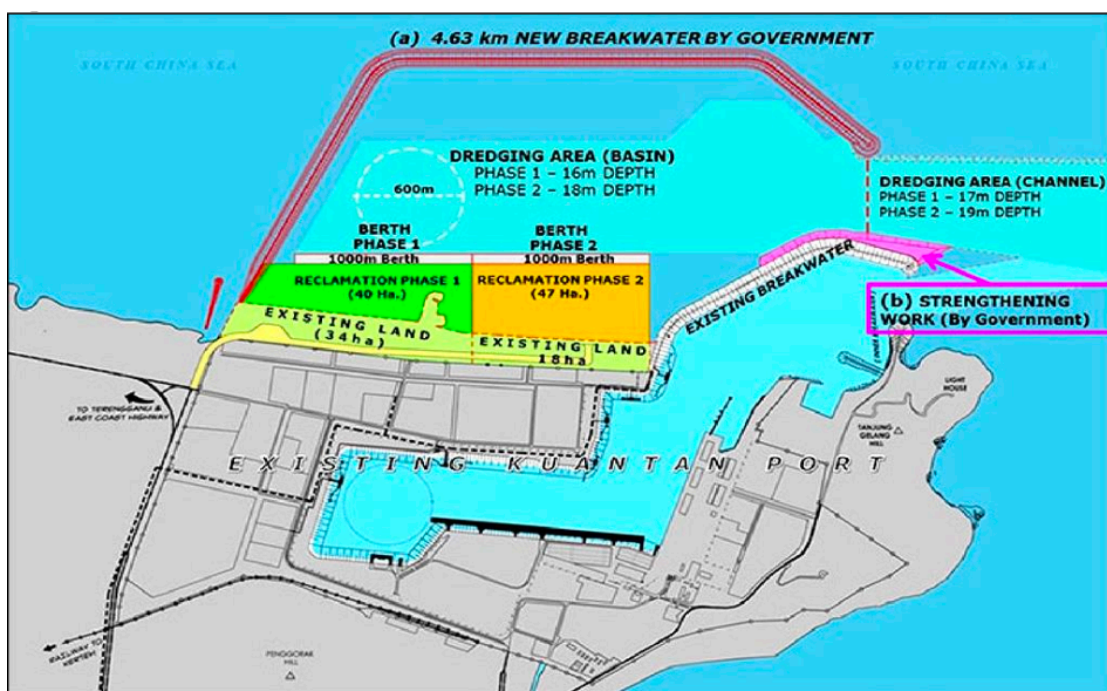 (a) 4.63 km NEW BREAKWATER BY GOVERNMENT
SOUTH CHINA SEA
SOUTH CHINA SEA
DREDGING AREA (BASIN)
PHASE 1 – 16m DEPTH
PHASE 2 – 18m DEPTH
600m
DREDGING AREA (CHANNEL)
PHASE 1 – 17m DEPTH
PHASE 2 – 19m DEPTH
BERTH
PHASE 1
1000m Berth
BERTH
PHASE 2
1000m Berth
RECLAMATION PHASE 1
(40 Ha.)
RECLAMATION PHASE 2
(47 Ha.)
EXISTING LAND
(34ha)
EXISTING LAND
18ha
EXISTING BREAKWATER
(b) STRENGTHENING
WORK (By Government)
TO TERENGGANU &
EAST COAST HIGHWAY
LIGHT
HOUSE
TANJUNG
GELANG
HILL
EXISTING KUANTAN PORT
RAILWAY TO
KERTEH
PENGGORAK
HILL